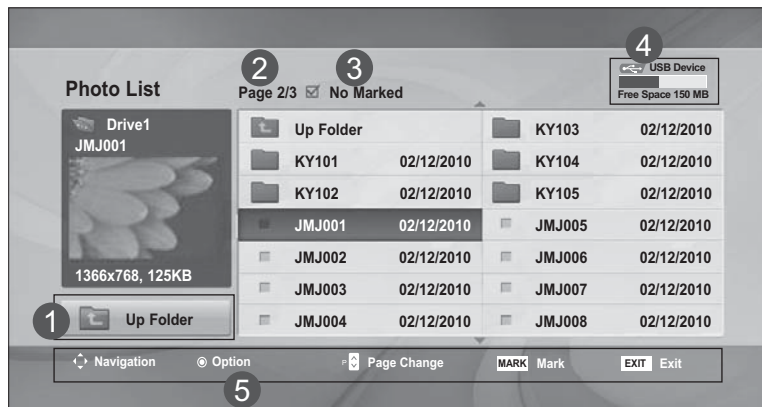 4
USB Device
Free Space 150 MB
2
3
Photo List
Page 2/3
No Marked
Drive1
JMJ001
1366x768, 125KB
1
Up Folder
Up Folder
KY101 02/12/2010
KY102 02/12/2010
JMJ001 02/12/2010
JMJ002 02/12/2010
JMJ003 02/12/2010
JMJ004 02/12/2010
KY103 02/12/2010
KY104 02/12/2010
KY105 02/12/2010
JMJ005 02/12/2010
JMJ006 02/12/2010
JMJ007 02/12/2010
JMJ008 02/12/2010
Navigation
Option
P Page Change
MARK Mark
EXIT Exit
5